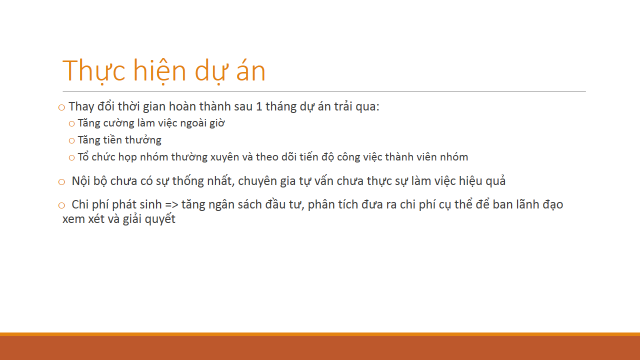 Thực hiện dự án
Thay đổi thời gian hoàn thành sau 1 tháng dự án trải qua:
Tăng cường làm việc ngoài giờ
Tăng tiền thưởng
Tổ chức họp nhóm thường xuyên và theo dõi tiến độ công việc thành viên nhóm
Nội bộ chưa có sự thống nhất, chuyên gia tự vấn chưa thực sự làm việc hiệu quả
Chi phí phát sinh => tăng ngân sách đầu tư, phân tích đưa ra chi phí cụ thể để ban lãnh đạo
xem xét và giải quyết